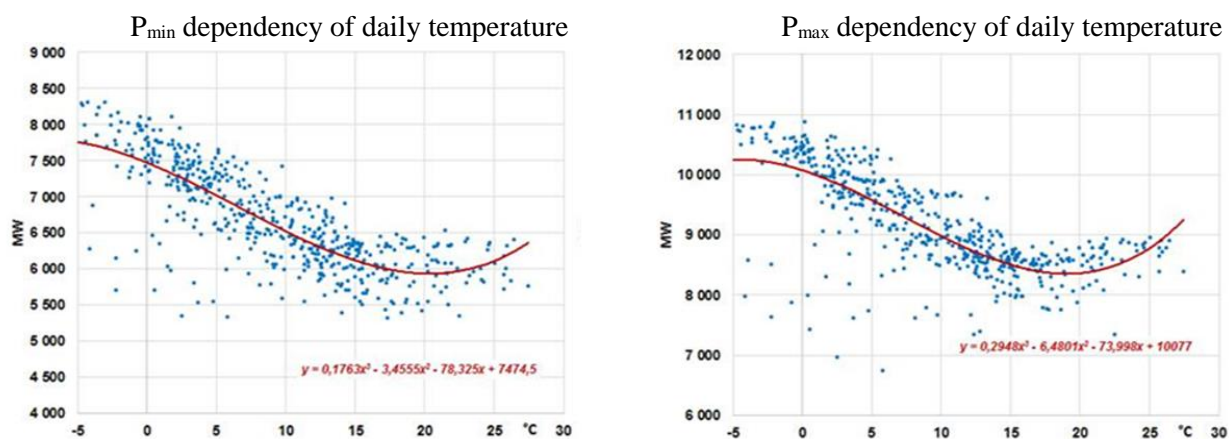 Pmin dependency of daily temperature
9 000
8 500
8 000
7 500
7 000
6 500
6 000
5 500
5 000
4 500
4 000
MW
y = 0,1763x³ - 3,4555x² - 78,325x + 7474,5
-5 0 5 10 15 20 25 °C 30
Pmax dependency of daily temperature
12 000
11 000
10 000
9 000
8 000
7 000
6 000
MW
y = 0,2948x³ - 6,4801x² - 73,998x + 10077
-5 0 5 10 15 20 25 °C 30